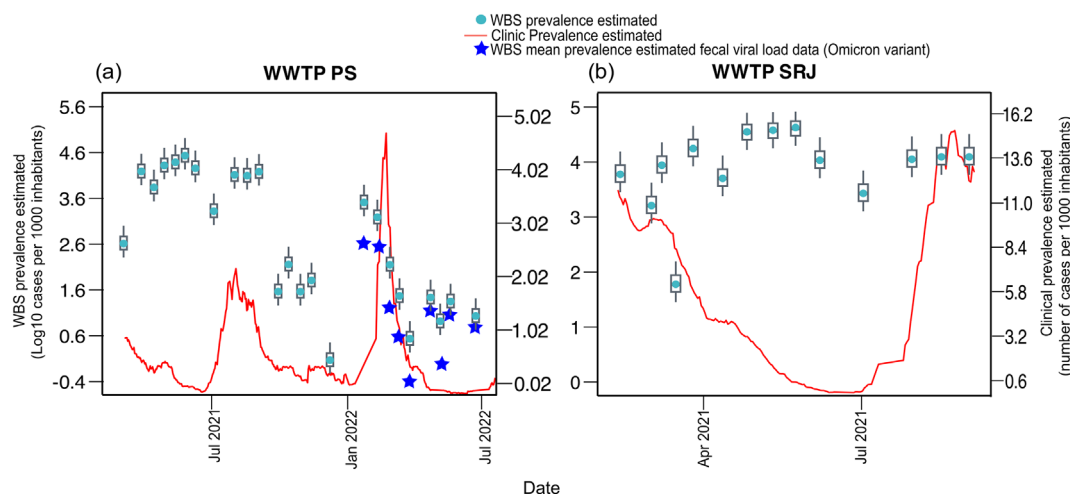 WBS prevalence estimated
Clinic Prevalence estimated
WBS mean prevalence estimated fecal viral load data (Omicron variant)
(a)
WWTP PS
(b)
WWTP SRJ
WBS prevalence estimated
(Log10 cases per 1000 inhabitants)
5.6
4.6
3.6
2.6
1.6
0.6
-0.4
5.02
4.02
3.02
2.02
1.02
0.02
Jul 2021
Jan 2022
Jul 2022
5
4
3
2
1
0
16.2
13.6
11.0
8.4
5.8
3.2
0.6
Clinical prevalence estimated
(number of cases per 1000 inhabitants)
Apr 2021
Jul 2021
Date